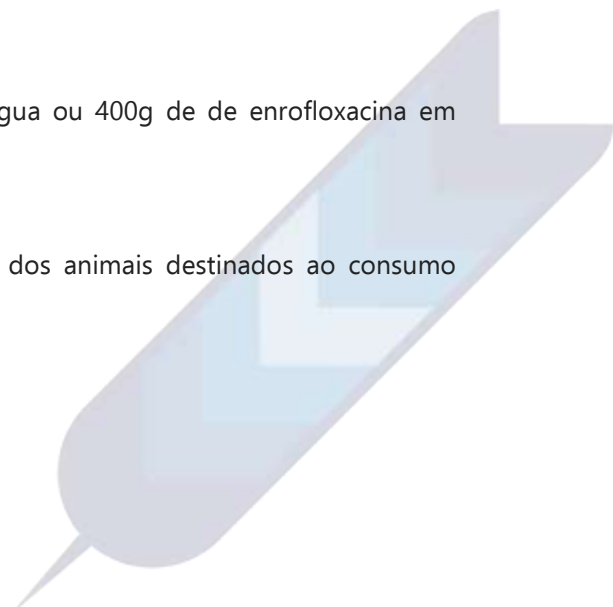 gua ou 400g de de enrofloxacina em
dos animais destinados ao consumo